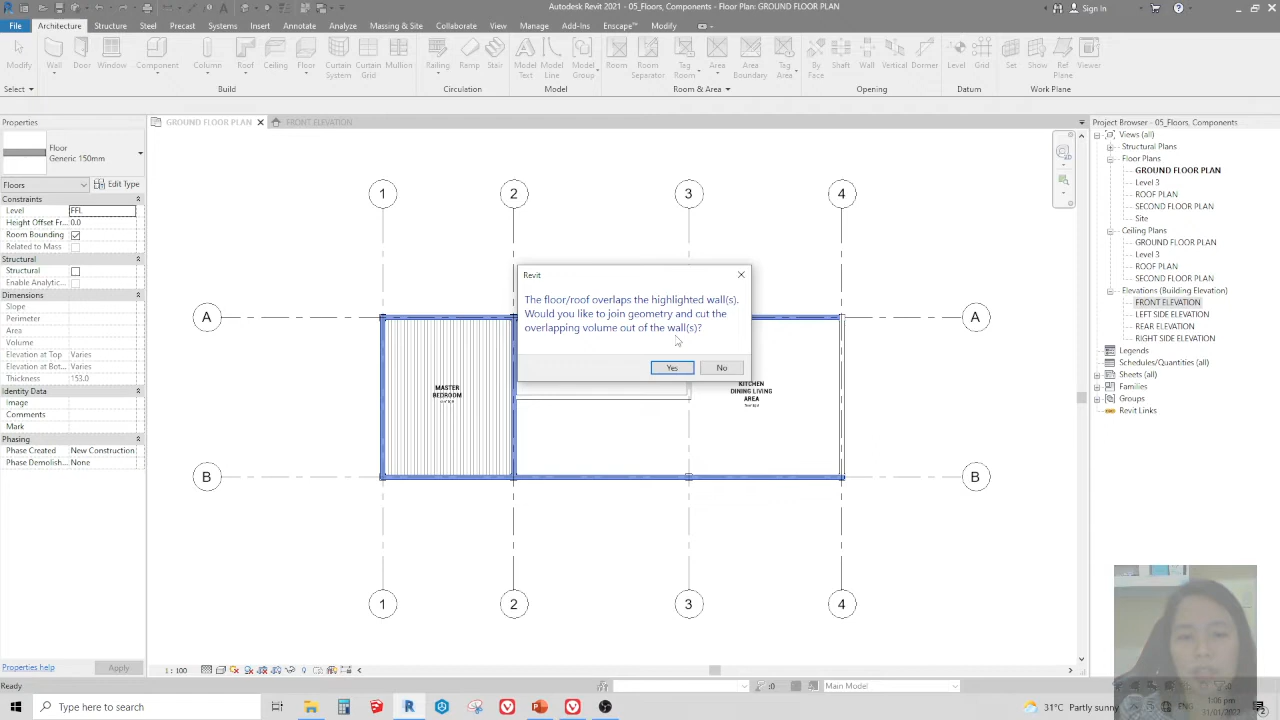 Autodesk Revit 2021 - 05_Floors, Components - Floor Plan: GROUND FLOOR PLAN
Sign In
File Architecture Structure Steel Precast Systems Insert Annotate Analyze Massing & Site Collaborate View Manage Add-Ins Enscape™ Modify
Modify Wall Door Window Component Column Roof Ceiling Floor Curtain System Curtain Grid Mullion Railing Ramp Stair Model Text Model Line Model Group Room Room Separator Tag Room Area Area Boundary Tag Area By Face Shaft Wall Vertical Dormer Level Grid Set Show Ref Plane Viewer
Select Build Circulation Model Room & Area Opening Datum Work Plane
Properties
GROUND FLOOR PLAN
FRONT ELEVATION
Project Browser - 05_Floors, Components
Floor
Generic 150mm
Floors
Edit Type
Constraints
Level FFL
Height Offset Fr... 0.0
Room Bounding
Related to Mass
Structural
Structural
Enable Analytic...
Dimensions
Slope
Perimeter
Area
Volume
Elevation at Top Varies
Elevation at Bot... Varies
Thickness 153.0
Identity Data
Image
Comments
Mark
Phasing
Phase Created New Construction
Phase Demolish... None
Properties help
Apply
1 2 3 4
A A
B B
1 2 3 4
MASTER
BEDROOM
KITCHEN
DINING LIVING
AREA
Revit
The floor/roof overlaps the highlighted wall(s).
Would you like to join geometry and cut the
overlapping volume out of the wall(s)?
Yes No
Views (all)
Structural Plans
Floor Plans
GROUND FLOOR PLAN
Level 3
ROOF PLAN
SECOND FLOOR PLAN
Site
Ceiling Plans
GROUND FLOOR PLAN
Level 3
ROOF PLAN
SECOND FLOOR PLAN
Elevations (Building Elevation)
FRONT ELEVATION
LEFT SIDE ELEVATION
REAR ELEVATION
RIGHT SIDE ELEVATION
Legends
Schedules/Quantities (all)
Sheets (all)
Families
Groups
Revit Links
1 : 100
Ready
:0
Main Model
Type here to search
31°C Partly sunny
1:06 pm
31/01/2022